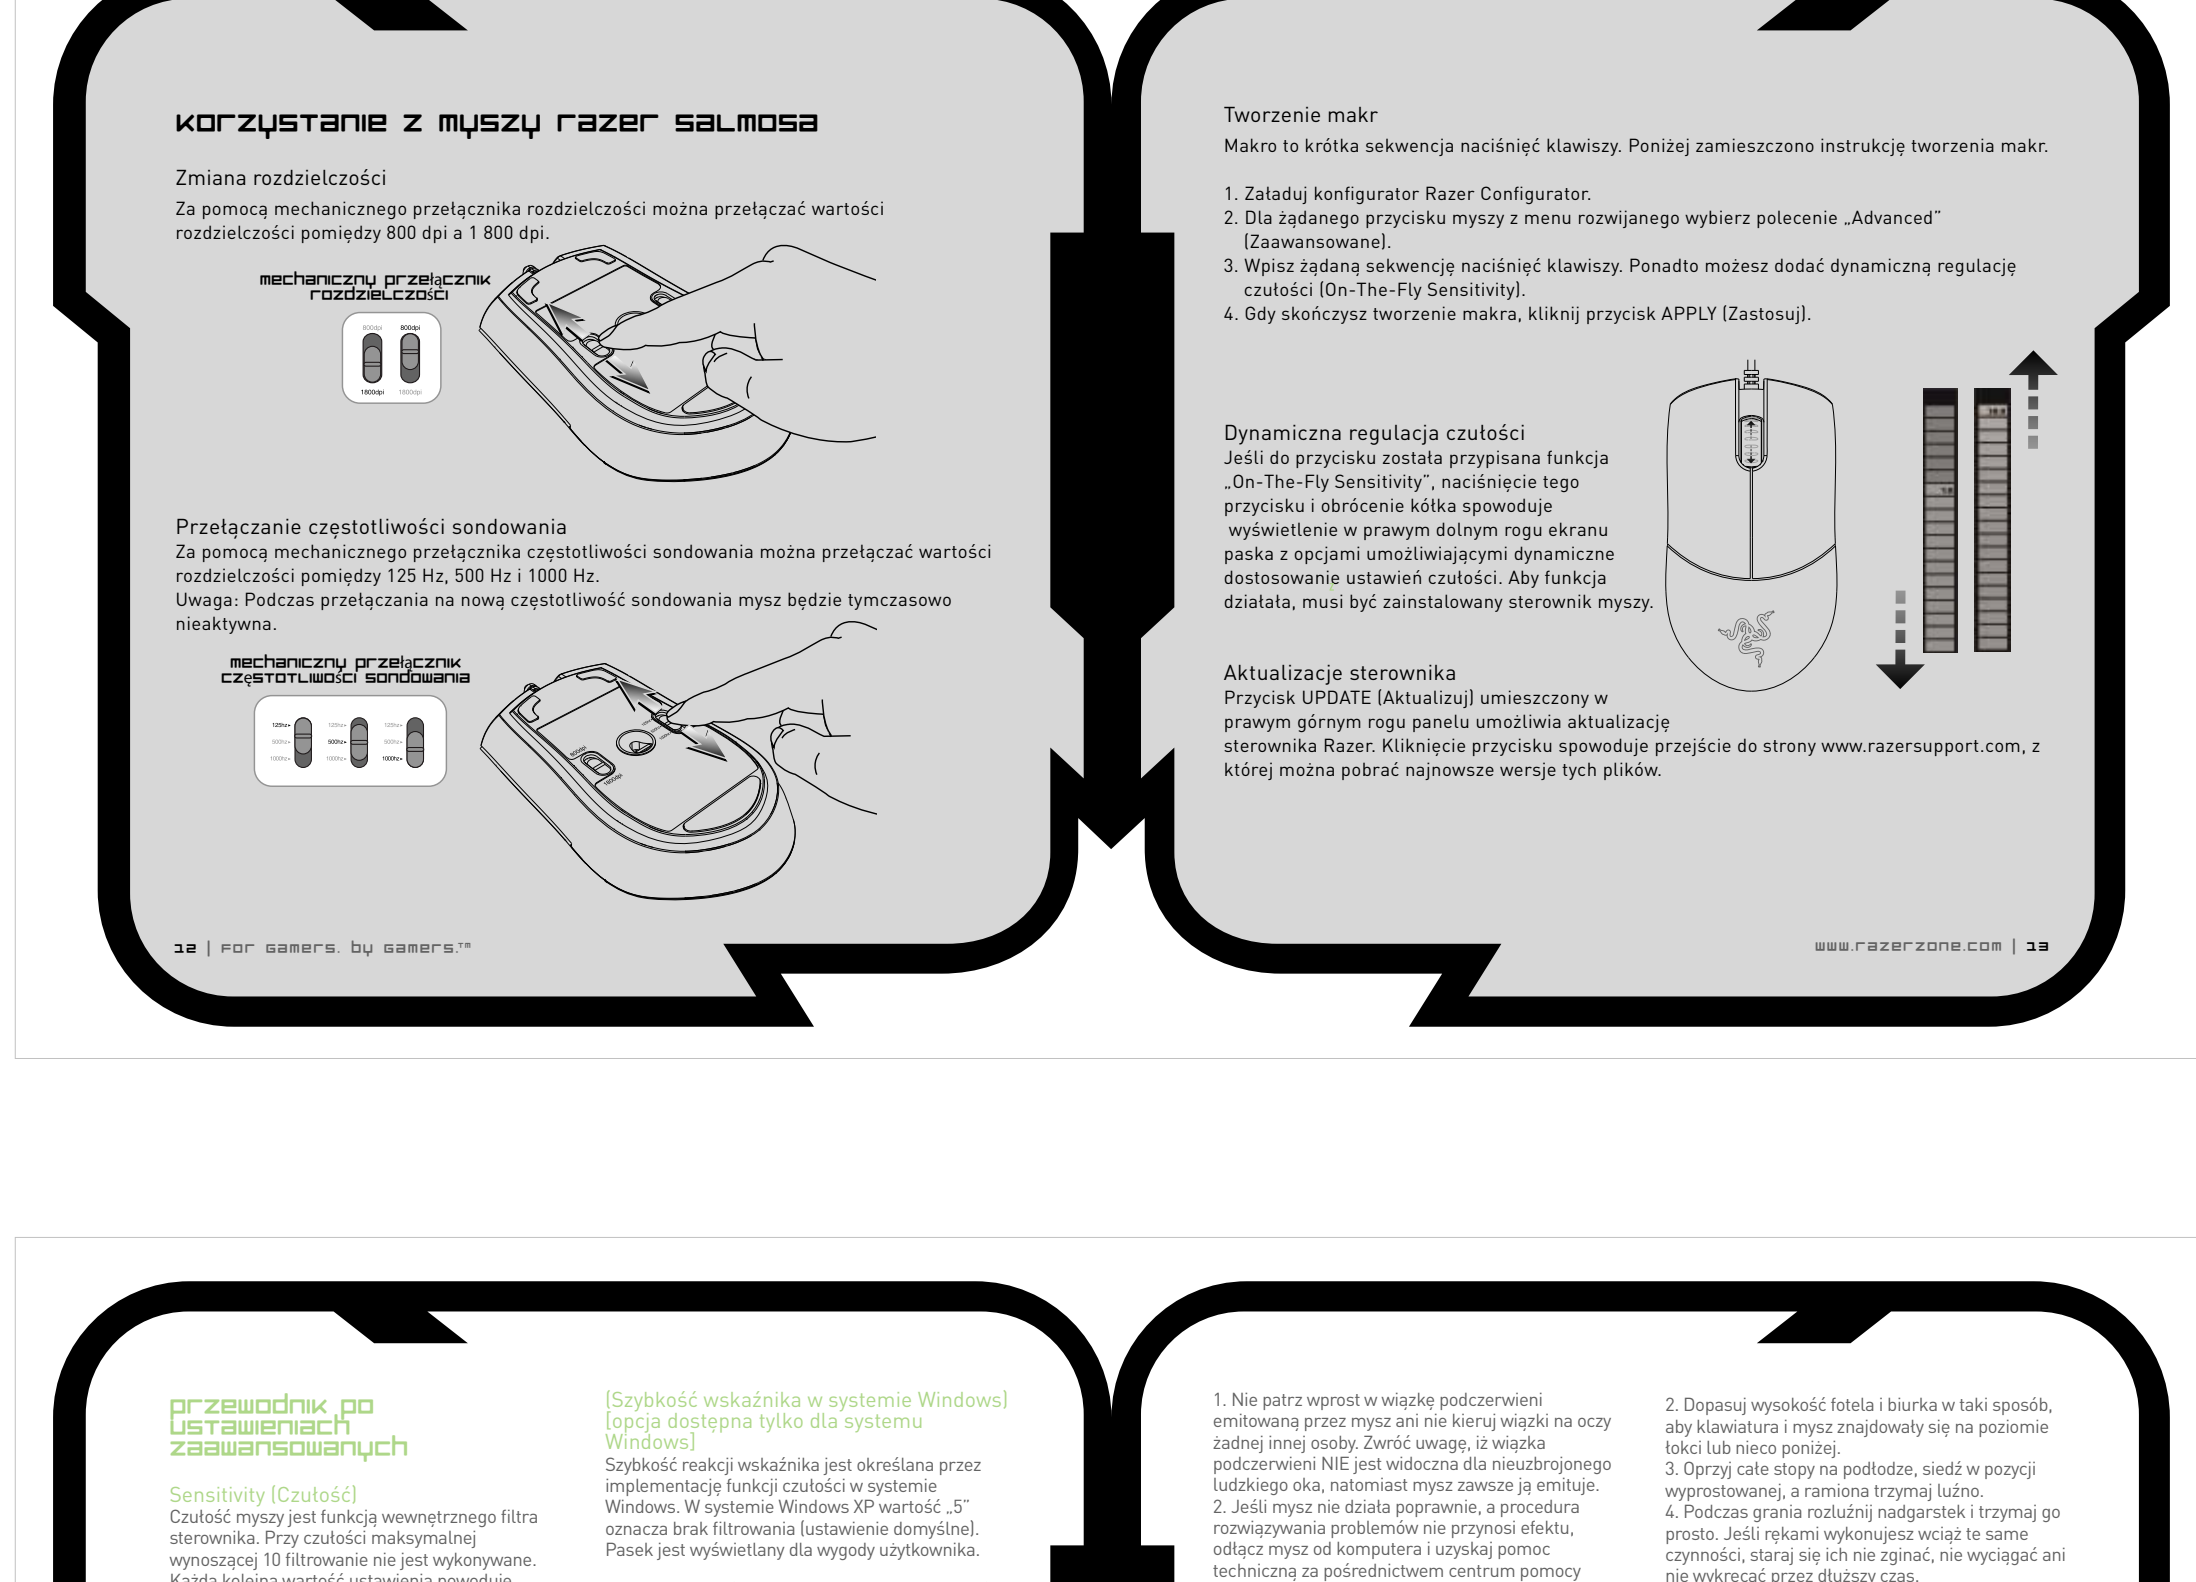 Korzystanie z myszy Razer Salmosa
Zmiana rozdzielczości
Za pomocą mechanicznego przełącznika rozdzielczości można przełączać wartości
rozdzielczości pomiędzy 800 dpi a 1 800 dpi.
mechaniczny przełącznik
rozdzielczości
800dpi 800dpi
1800dpi 1800dpi
Przełączanie częstotliwości sondowania
Za pomocą mechanicznego przełącznika częstotliwości sondowania można przełączać wartości
rozdzielczości pomiędzy 125 Hz, 500 Hz i 1000 Hz.
Uwaga: Podczas przełączania na nową częstotliwość sondowania mysz będzie tymczasowo
nieaktywna.
mechaniczny przełącznik
częstotliwości sondowania
125hz 125hz 125hz
500hz 500hz 500hz
1000hz 1000hz 1000hz
800dpi
1800dpi
12 | For gamers. by gamers.™
Tworzenie makr
Makro to krótka sekwencja naciśnięć klawiszy. Poniżej zamieszczono instrukcję tworzenia makr.
1. Załaduj konfigurator Razer Configurator.
2. Dla żądanego przycisku myszy z menu rozwijanego wybierz polecenie „Advanced”
(Zaawansowane).
3. Wpisz żądaną sekwencję naciśnięć klawiszy. Ponadto możesz dodać dynamiczną regulację
czułości (On-The-Fly Sensitivity).
4. Gdy skończysz tworzenie makra, kliknij przycisk APPLY (Zastosuj).
Dynamiczna regulacja czułości
Jeśli do przycisku została przypisana funkcja
„On-The-Fly Sensitivity”, naciśnięcie tego
przycisku i obrócenie kółka spowoduje
wyświetlenie w prawym dolnym rogu ekranu
paska z opcjami umożliwiającymi dynamiczne
dostosowanie ustawień czułości. Aby funkcja
działała, musi być zainstalowany sterownik myszy.
Aktualizacje sterownika
Przycisk UPDATE (Aktualizuj) umieszczony w
prawym górnym rogu panelu umożliwia aktualizację
sterownika Razer. Kliknięcie przycisku spowoduje przejście do strony www.razersupport.com, z
której można pobrać najnowsze wersje tych plików.
www.razerzone.com | 13
przewodnik po
ustawieniach
zaawansowanych
Sensitivity (Czułość)
Czułość myszy jest funkcją wewnętrznego filtra
sterownika. Przy czułości maksymalnej
wynoszącej 10 filtrowanie nie jest wykonywane.
Każda kolejna wartość ustawienia powoduje
(Szybkość wskaźnika w systemie Windows)
[opcja dostępna tylko dla systemu
Windows]
Szybkość reakcji wskaźnika jest określana przez
implementację funkcji czułości w systemie
Windows. W systemie Windows XP wartość „5”
oznacza brak filtrowania (ustawienie domyślne).
Pasek jest wyświetlany dla wygody użytkownika.
1. Nie patrz wprost w wiązkę podczerwieni
emitowaną przez mysz ani nie kieruj wiązki na oczy
żadnej innej osoby. Zwróć uwagę, iż wiązka
podczerwieni NIE jest widoczna dla nieuzbrojonego
ludzkiego oka, natomiast mysz zawsze ją emituje.
2. Jeśli mysz nie działa poprawnie, a procedura
rozwiązywania problemów nie przynosi efektu,
odłącz mysz od komputera i uzyskaj pomoc
techniczną za pośrednictwem centrum pomocy
2. Dopasuj wysokość fotela i biurka w taki sposób,
aby klawiatura i mysz znajdowały się na poziomie
łokci lub nieco poniżej.
3. Oprzyj całe stopy na podłodze, siedź w pozycji
wyprostowanej, a ramiona trzymaj luźno.
4. Podczas grania rozluźnij nadgarstek i trzymaj go
prosto. Jeśli rękami wykonujesz wciąż te same
czynności, staraj się ich nie zginać, nie wyciągać ani
nie wykręcać przez dłuższy czas.